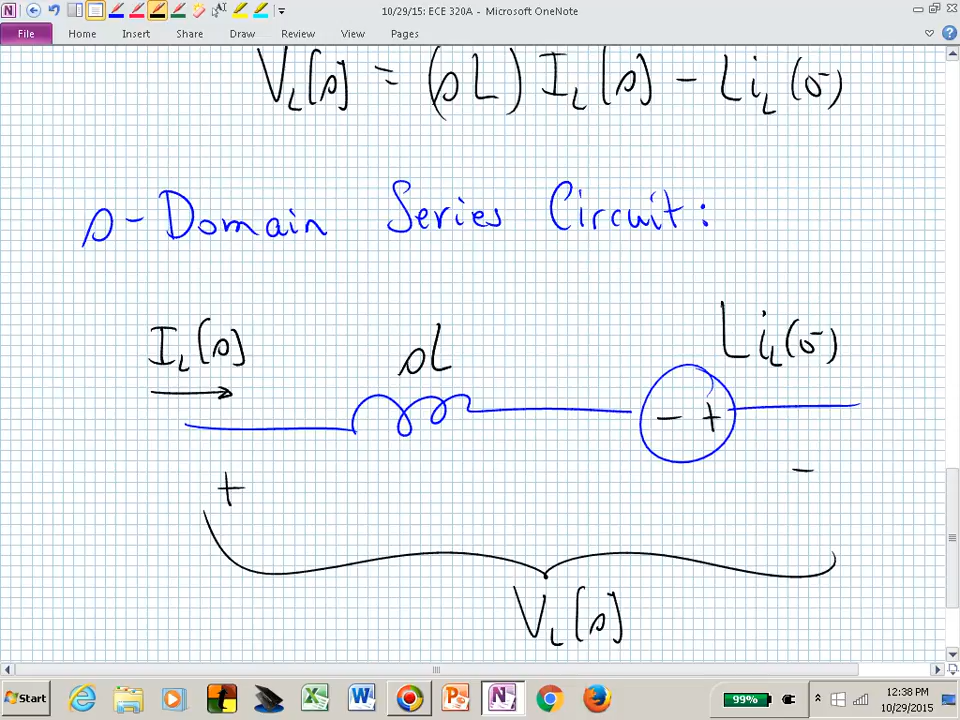 10/29/15: ECE 320A - Microsoft OneNote
File Home Insert Share Draw Review View Pages
V_L(s) = (sL) I_L(s) - L i_L(0⁻)
s-Domain Series Circuit:
I_L(s) sL L i_L(0⁻)
- +
+ -
V_L(s)
Start 99% 12:38 PM
10/29/2015